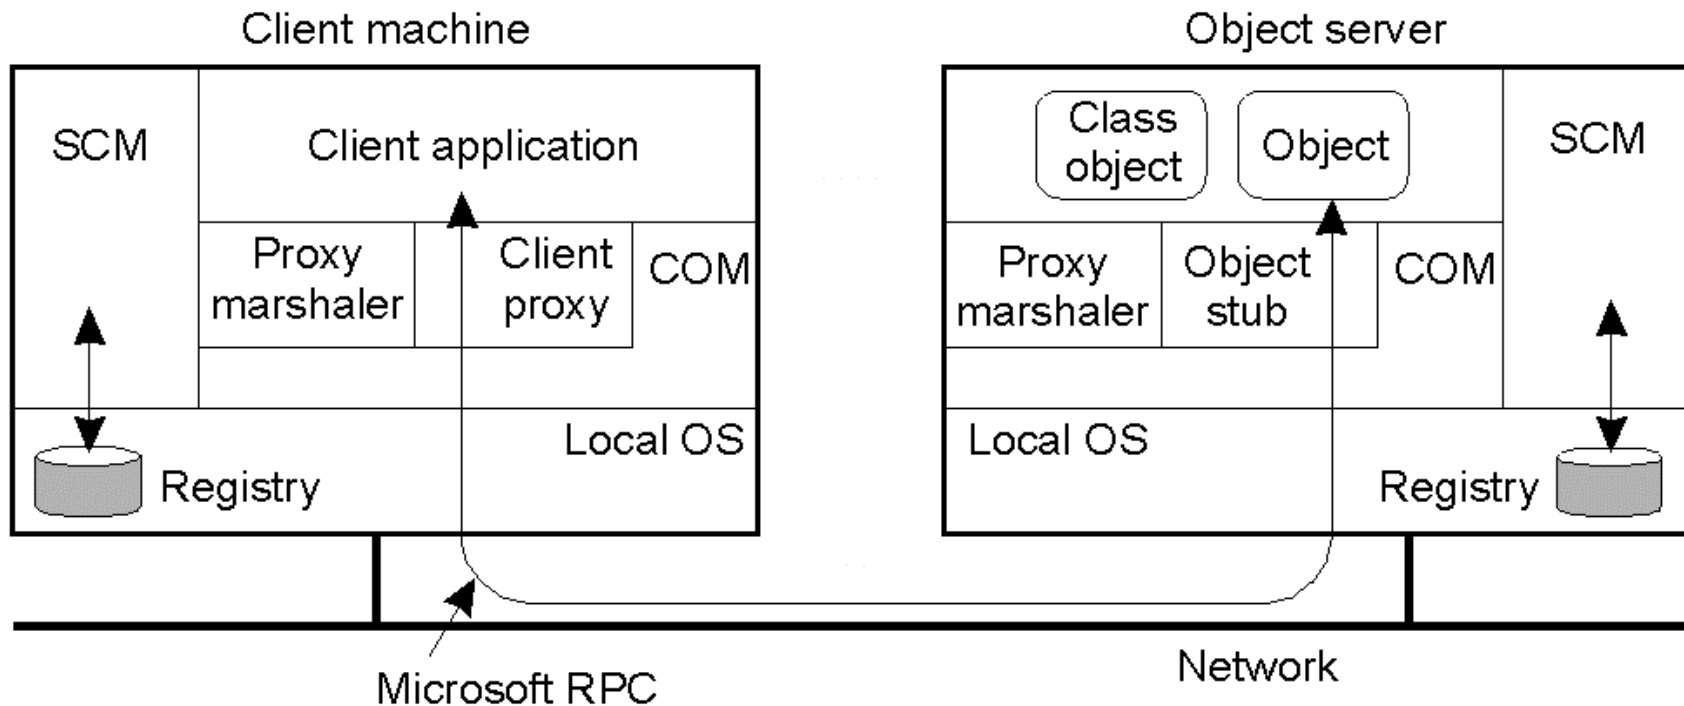 Client machine
Object server
SCM
Client application
Class
object
Object
SCM
Proxy
marshaler
Client
proxy
COM
Proxy
marshaler
Object
stub
COM
Local OS
Registry
Local OS
Registry
Microsoft RPC
Network